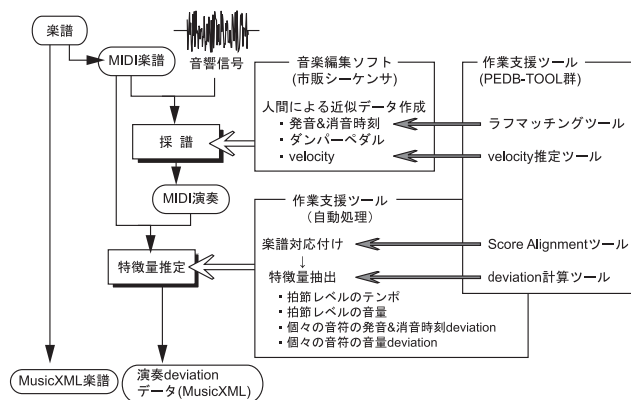 楽譜
MIDI楽譜
音響信号
採 譜
MIDI演奏
特徴量推定
MusicXML楽譜
演奏deviation
データ(MusicXML)
音楽編集ソフト
(市販シーケンサ)
人間による近似データ作成
・発音&消音時刻
・ダンパーペダル
・velocity
作業支援ツール
(PEDB-TOOL群)
ラフマッチングツール
velocity推定ツール
Score Alignmentツール
deviation計算ツール
作業支援ツール
(自動処理)
楽譜対応付け
↓
特徴量抽出
・拍節レベルのテンポ
・拍節レベルの音量
・個々の音符の発音&消音時刻deviation
・個々の音符の音量deviation